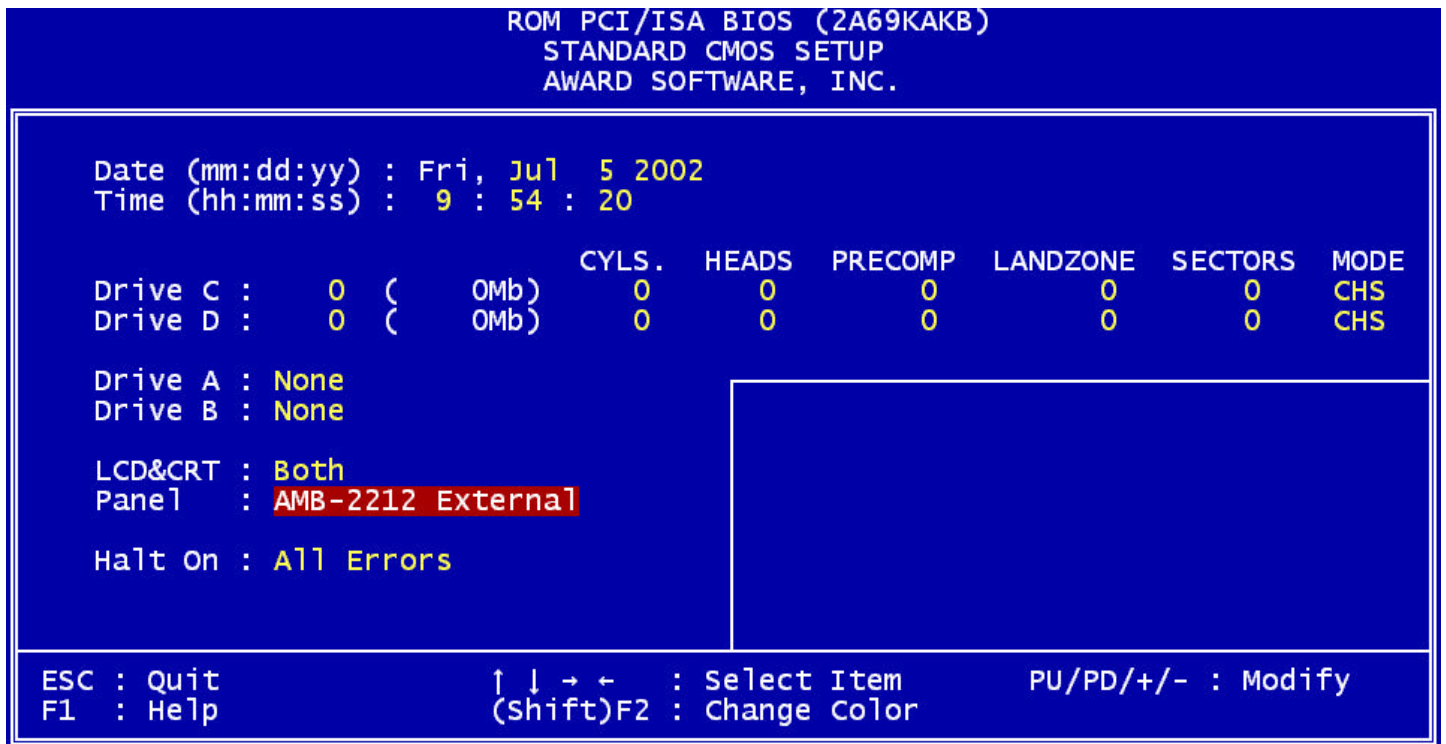 ROM PCI/ISA BIOS (2A69KAKB)
STANDARD CMOS SETUP
AWARD SOFTWARE, INC.
Date (mm:dd:yy) : Fri, Jul 5 2002
Time (hh:mm:ss) : 9 : 54 : 20
CYLS. HEADS PRECOMP LANDZONE SECTORS MODE
Drive C : 0 ( 0Mb) 0 0 0 0 0 CHS
Drive D : 0 ( 0Mb) 0 0 0 0 0 CHS
Drive A : None
Drive B : None
LCD&CRT : Both
Panel : AMB-2212 External
Halt On : All Errors
ESC : Quit ↑ ↓ → ← : Select Item PU/PD/+/- : Modify
F1 : Help (Shift)F2 : Change Color